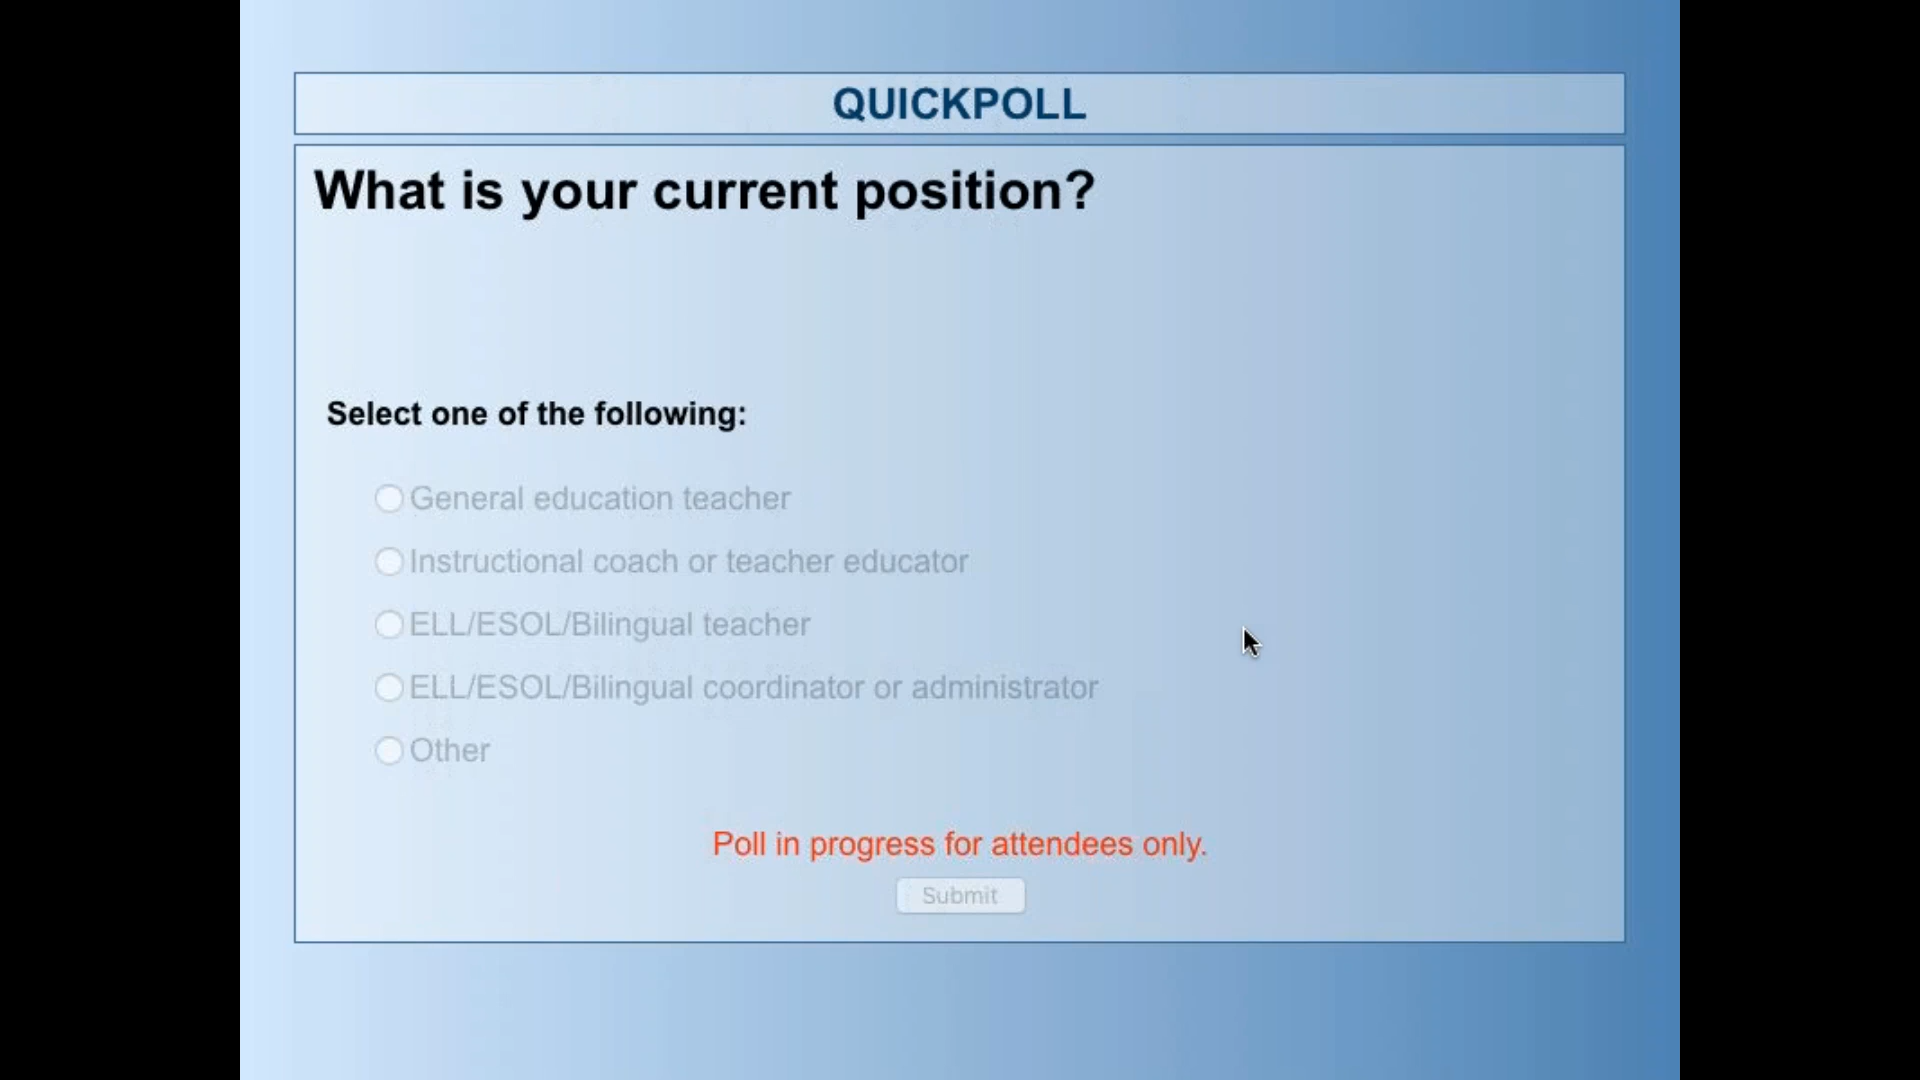 QUICKPOLL
What is your current position?
Select one of the following:
General education teacher
Instructional coach or teacher educator
ELL/ESOL/Bilingual teacher
ELL/ESOL/Bilingual coordinator or administrator
Other
Poll in progress for attendees only.
Submit